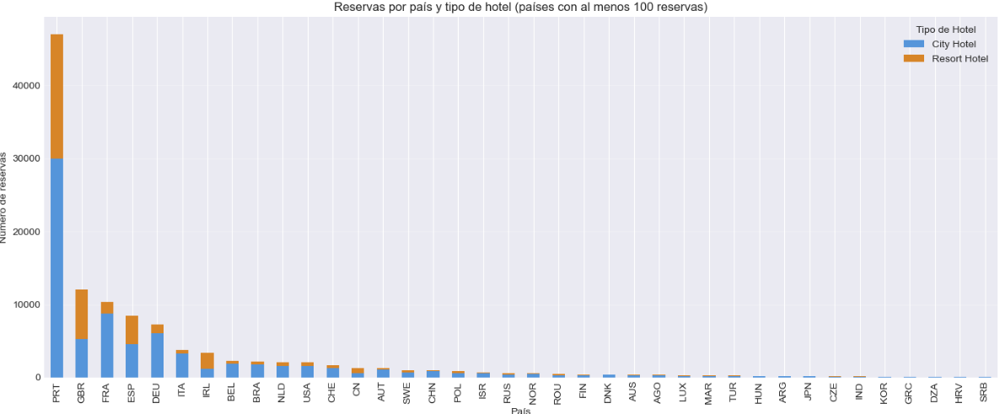 Reservas por país y tipo de hotel (países con al menos 100 reservas)
Tipo de Hotel
City Hotel
Resort Hotel
Número de reservas
40000
30000
20000
10000
0
PRT
GBR
FRA
ESP
DEU
ITA
IRL
BEL
BRA
NLD
USA
CHE
CN
AUT
SWE
CHN
POL
ISR
RUS
NOR
ROU
FIN
DNK
AUS
AGO
LUX
MAR
TUR
HUN
ARG
JPN
CZE
IND
KOR
GRC
DZA
HRV
SRB
País